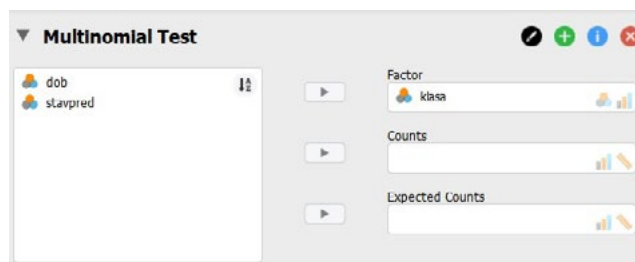 Multinomial Test
dob
stavpred
Factor
klasa
Counts
Expected Counts